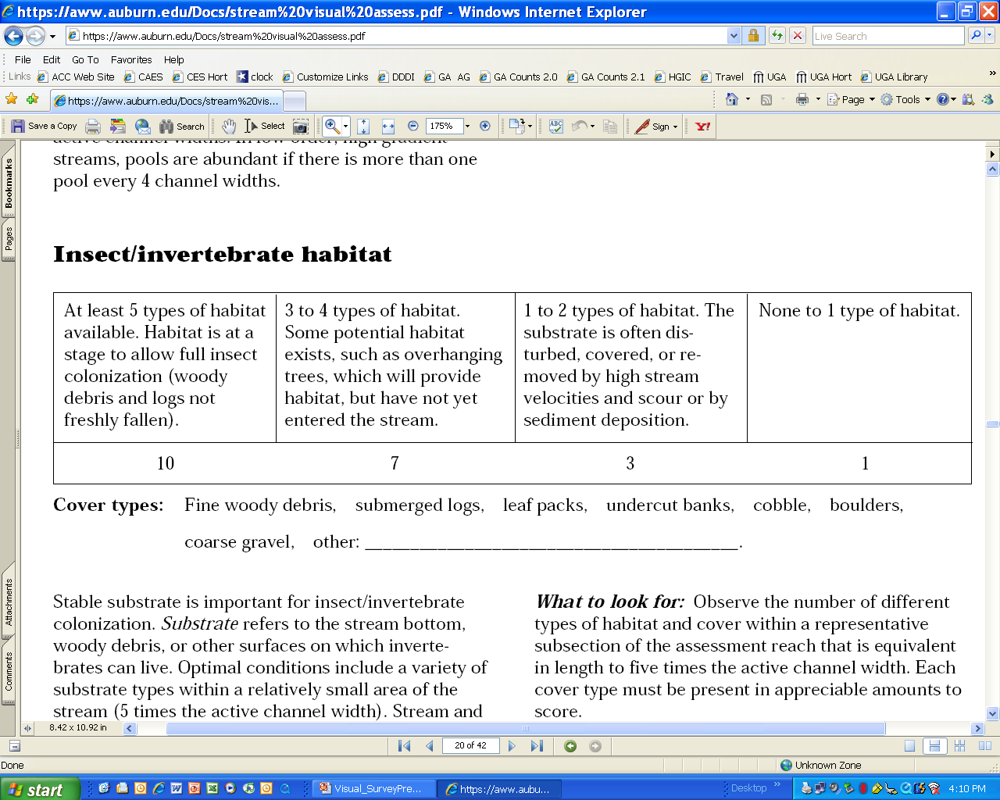 https://aww.auburn.edu/Docs/stream%20visual%20assess.pdf - Windows Internet Explorer
https://aww.auburn.edu/Docs/stream%20visual%20assess.pdf
Live Search
File Edit Go To Favorites Help
Links ACC Web Site CAES CES Hort clock Customize Links DDDI GA AG GA Counts 2.0 GA Counts 2.1 HGIC Travel UGA UGA Hort UGA Library »
https://aww.auburn.edu/Docs/stream%20vis...
Page Tools
Save a Copy Search Select 175% Sign Y!
Bookmarks
Pages
Attachments
Comments
active channel widths. In low order, high gradient
streams, pools are abundant if there is more than one
pool every 4 channel widths.
Insect/invertebrate habitat
At least 5 types of habitat
available. Habitat is at a
stage to allow full insect
colonization (woody
debris and logs not
freshly fallen).
3 to 4 types of habitat.
Some potential habitat
exists, such as overhanging
trees, which will provide
habitat, but have not yet
entered the stream.
1 to 2 types of habitat. The
substrate is often dis-
turbed, covered, or re-
moved by high stream
velocities and scour or by
sediment deposition.
None to 1 type of habitat.
10 7 3 1
Cover types: Fine woody debris, submerged logs, leaf packs, undercut banks, cobble, boulders,
coarse gravel, other: ________________________________________.
Stable substrate is important for insect/invertebrate
colonization. Substrate refers to the stream bottom,
woody debris, or other surfaces on which inverte-
brates can live. Optimal conditions include a variety of
substrate types within a relatively small area of the
stream (5 times the active channel width). Stream and
What to look for: Observe the number of different
types of habitat and cover within a representative
subsection of the assessment reach that is equivalent
in length to five times the active channel width. Each
cover type must be present in appreciable amounts to
score.
8.42 x 10.92 in
20 of 42
Done
Unknown Zone
start
Visual_SurveyPre...
https://aww.aubu...
Desktop »
4:10 PM